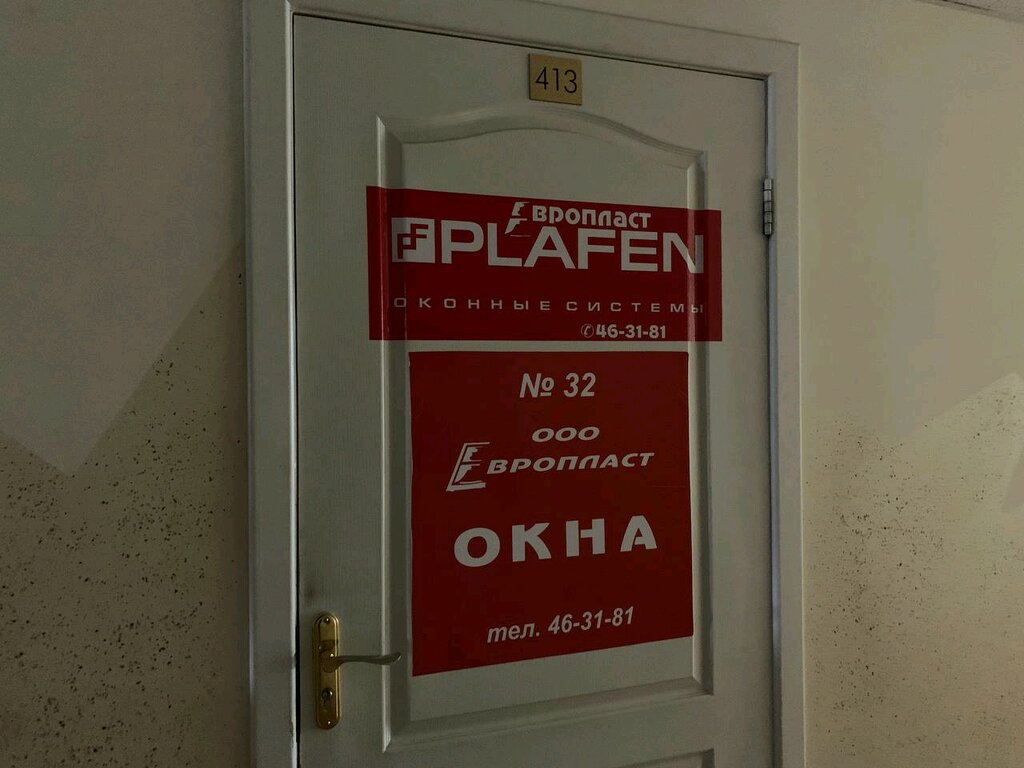 413
Европласт
PLAFEN
ОКОННЫЕ СИСТЕМЫ
✆46-31-81
№ 32
ООО
ЕВРОПЛАСТ
ОКНА
тел. 46-31-81